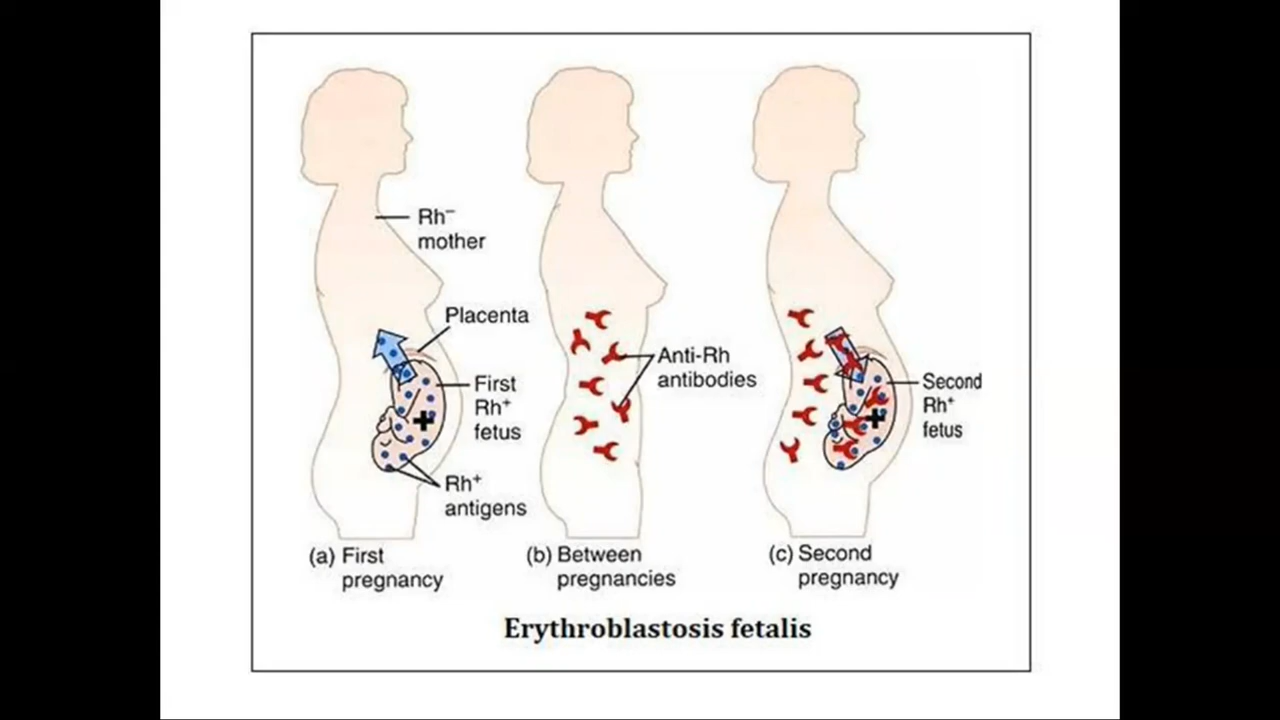 Rh⁻
mother
Placenta
First
Rh⁺
fetus
Rh⁺
antigens
(a) First
pregnancy
Anti-Rh
antibodies
(b) Between
pregnancies
Second
Rh⁺
fetus
(c) Second
pregnancy
Erythroblastosis fetalis